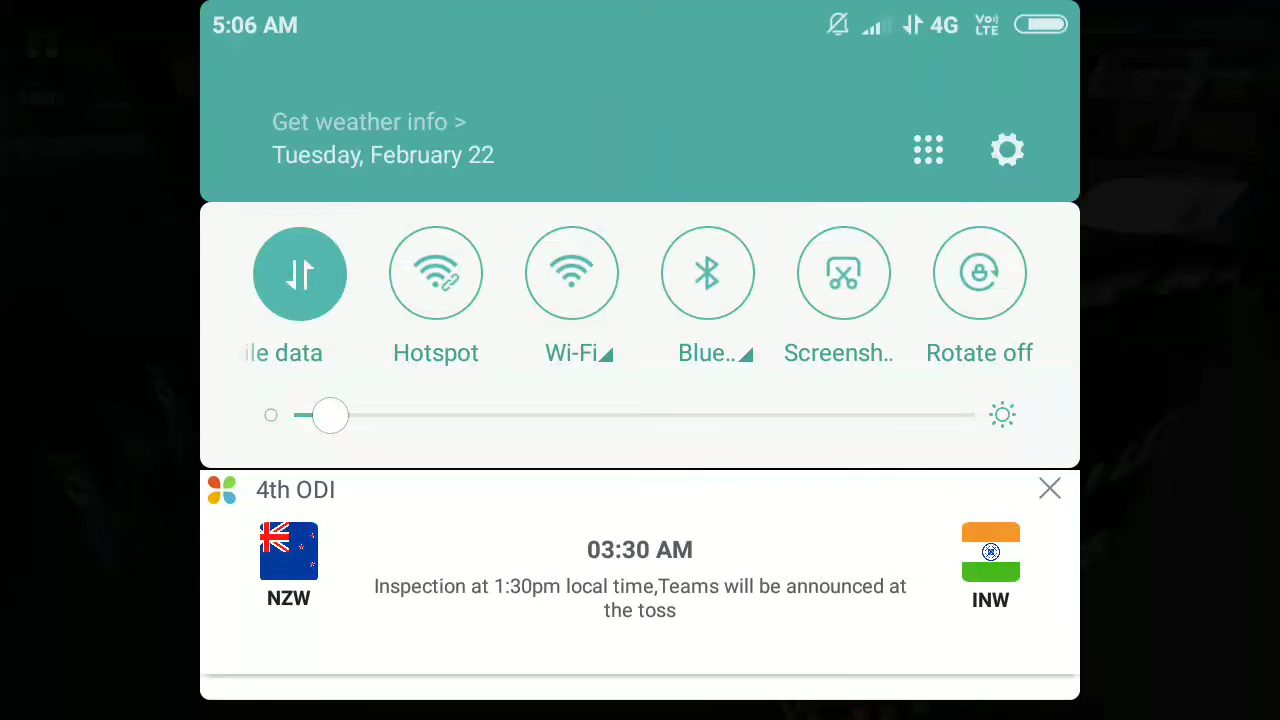 5:06 AM
4G
Vo))
LTE
Get weather info >
Tuesday, February 22
ile data
Hotspot
Wi-Fi
Blue..
Screensh..
Rotate off
4th ODI
03:30 AM
Inspection at 1:30pm local time,Teams will be announced at
the toss
NZW
INW